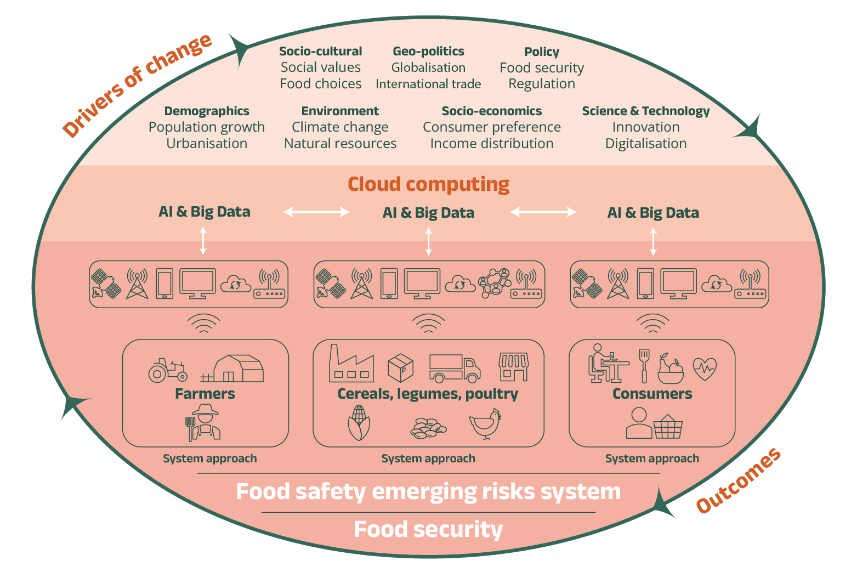 Drivers of change
Socio-cultural
Social values
Food choices
Geo-politics
Globalisation
International trade
Policy
Food security
Regulation
Demographics
Population growth
Urbanisation
Environment
Climate change
Natural resources
Socio-economics
Consumer preference
Income distribution
Science & Technology
Innovation
Digitalisation
Cloud computing
AI & Big Data
AI & Big Data
AI & Big Data
Farmers
Cereals, legumes, poultry
Consumers
System approach
System approach
System approach
Food safety emerging risks system
Food security
Outcomes